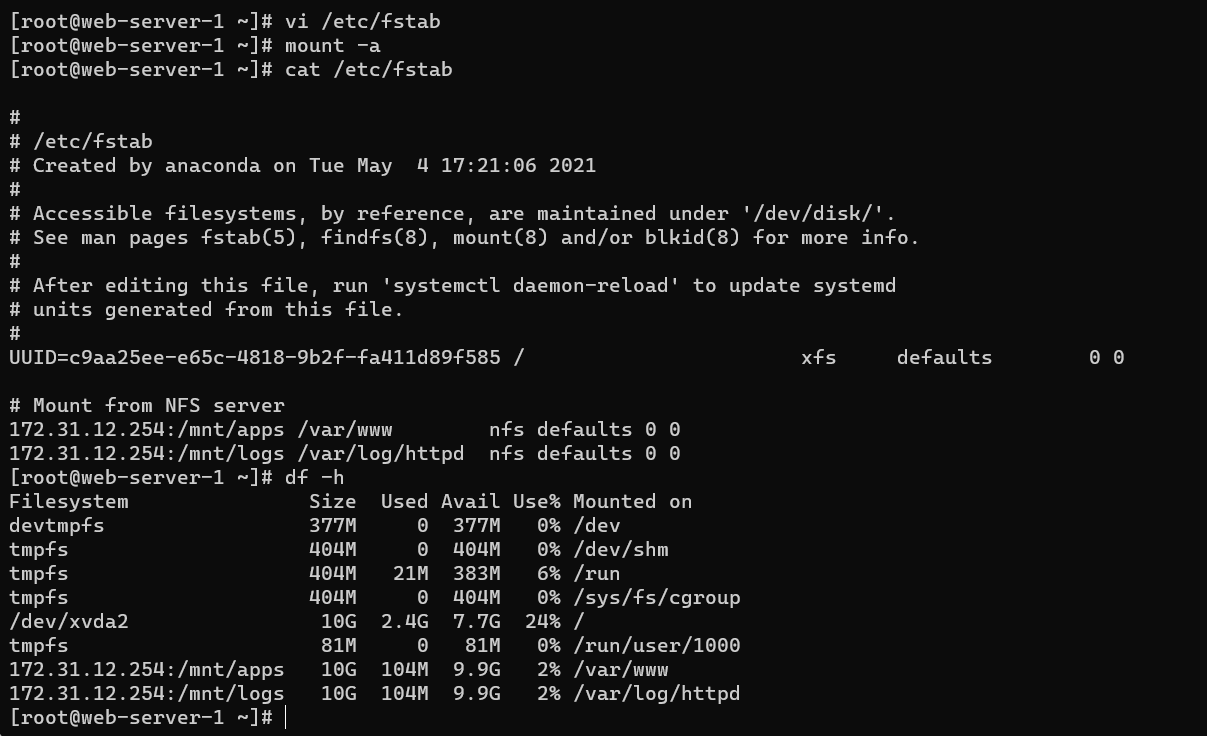 [root@web-server-1 ~]# vi /etc/fstab
[root@web-server-1 ~]# mount -a
[root@web-server-1 ~]# cat /etc/fstab

#
# /etc/fstab
# Created by anaconda on Tue May  4 17:21:06 2021
#
# Accessible filesystems, by reference, are maintained under '/dev/disk/'.
# See man pages fstab(5), findfs(8), mount(8) and/or blkid(8) for more info.
#
# After editing this file, run 'systemctl daemon-reload' to update systemd
# units generated from this file.
#
UUID=c9aa25ee-e65c-4818-9b2f-fa411d89f585 /                       xfs     defaults        0 0

# Mount from NFS server
172.31.12.254:/mnt/apps /var/www        nfs defaults 0 0
172.31.12.254:/mnt/logs /var/log/httpd  nfs defaults 0 0
[root@web-server-1 ~]# df -h
Filesystem               Size  Used Avail Use% Mounted on
devtmpfs                 377M     0  377M   0% /dev
tmpfs                    404M     0  404M   0% /dev/shm
tmpfs                    404M   21M  383M   6% /run
tmpfs                    404M     0  404M   0% /sys/fs/cgroup
/dev/xvda2                10G  2.4G  7.7G  24% /
tmpfs                     81M     0   81M   0% /run/user/1000
172.31.12.254:/mnt/apps   10G  104M  9.9G   2% /var/www
172.31.12.254:/mnt/logs   10G  104M  9.9G   2% /var/log/httpd
[root@web-server-1 ~]#